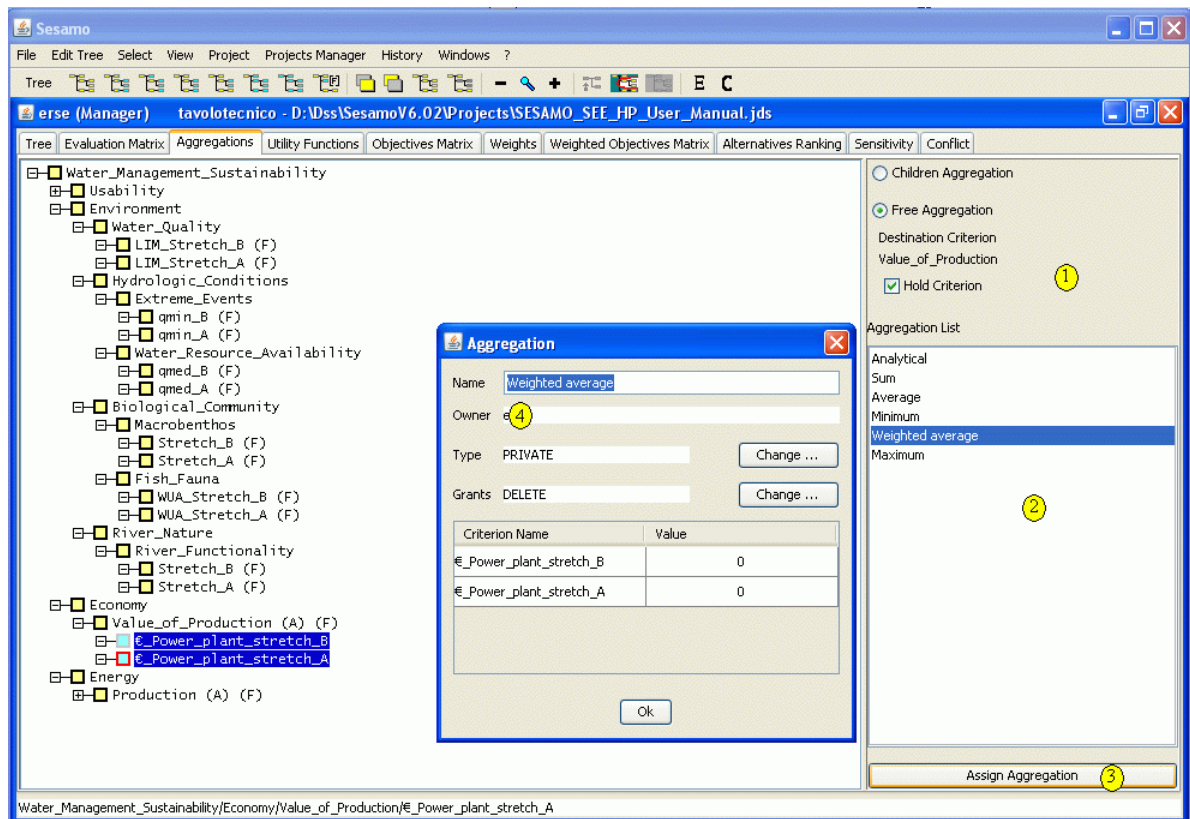 Sesamo
File Edit Tree Select View Project Projects Manager History Windows ?
Tree E C
erse (Manager) tavolotecnico - D:\Dss\SesamoV6.02\Projects\SESAMO_SEE_HP_User_Manual.jds
Tree Evaluation Matrix Aggregations Utility Functions Objectives Matrix Weights Weighted Objectives Matrix Alternatives Ranking Sensitivity Conflict
Water_Management_Sustainability
Usability
Environment
Water_Quality
LIM_Stretch_B (F)
LIM_Stretch_A (F)
Hydrologic_Conditions
Extreme_Events
qmin_B (F)
qmin_A (F)
Water_Resource_Availability
qmed_B (F)
qmed_A (F)
Biological_Community
Macrobenthos
Stretch_B (F)
Stretch_A (F)
Fish_Fauna
WUA_Stretch_B (F)
WUA_Stretch_A (F)
River_Nature
River_Functionality
Stretch_B (F)
Stretch_A (F)
Economy
Value_of_Production (A) (F)
€_Power_plant_stretch_B
€_Power_plant_stretch_A
Energy
Production (A) (F)
Aggregation
Name Weighted average
Owner 4
Type PRIVATE Change ...
Grants DELETE Change ...
Criterion Name Value
€_Power_plant_stretch_B 0
€_Power_plant_stretch_A 0
Ok
Children Aggregation
Free Aggregation
Destination Criterion
Value_of_Production
1
Hold Criterion
Aggregation List
Analytical
Sum
Average
Minimum
Weighted average
Maximum
2
Assign Aggregation 3
Water_Management_Sustainability/Economy/Value_of_Production/€_Power_plant_stretch_A